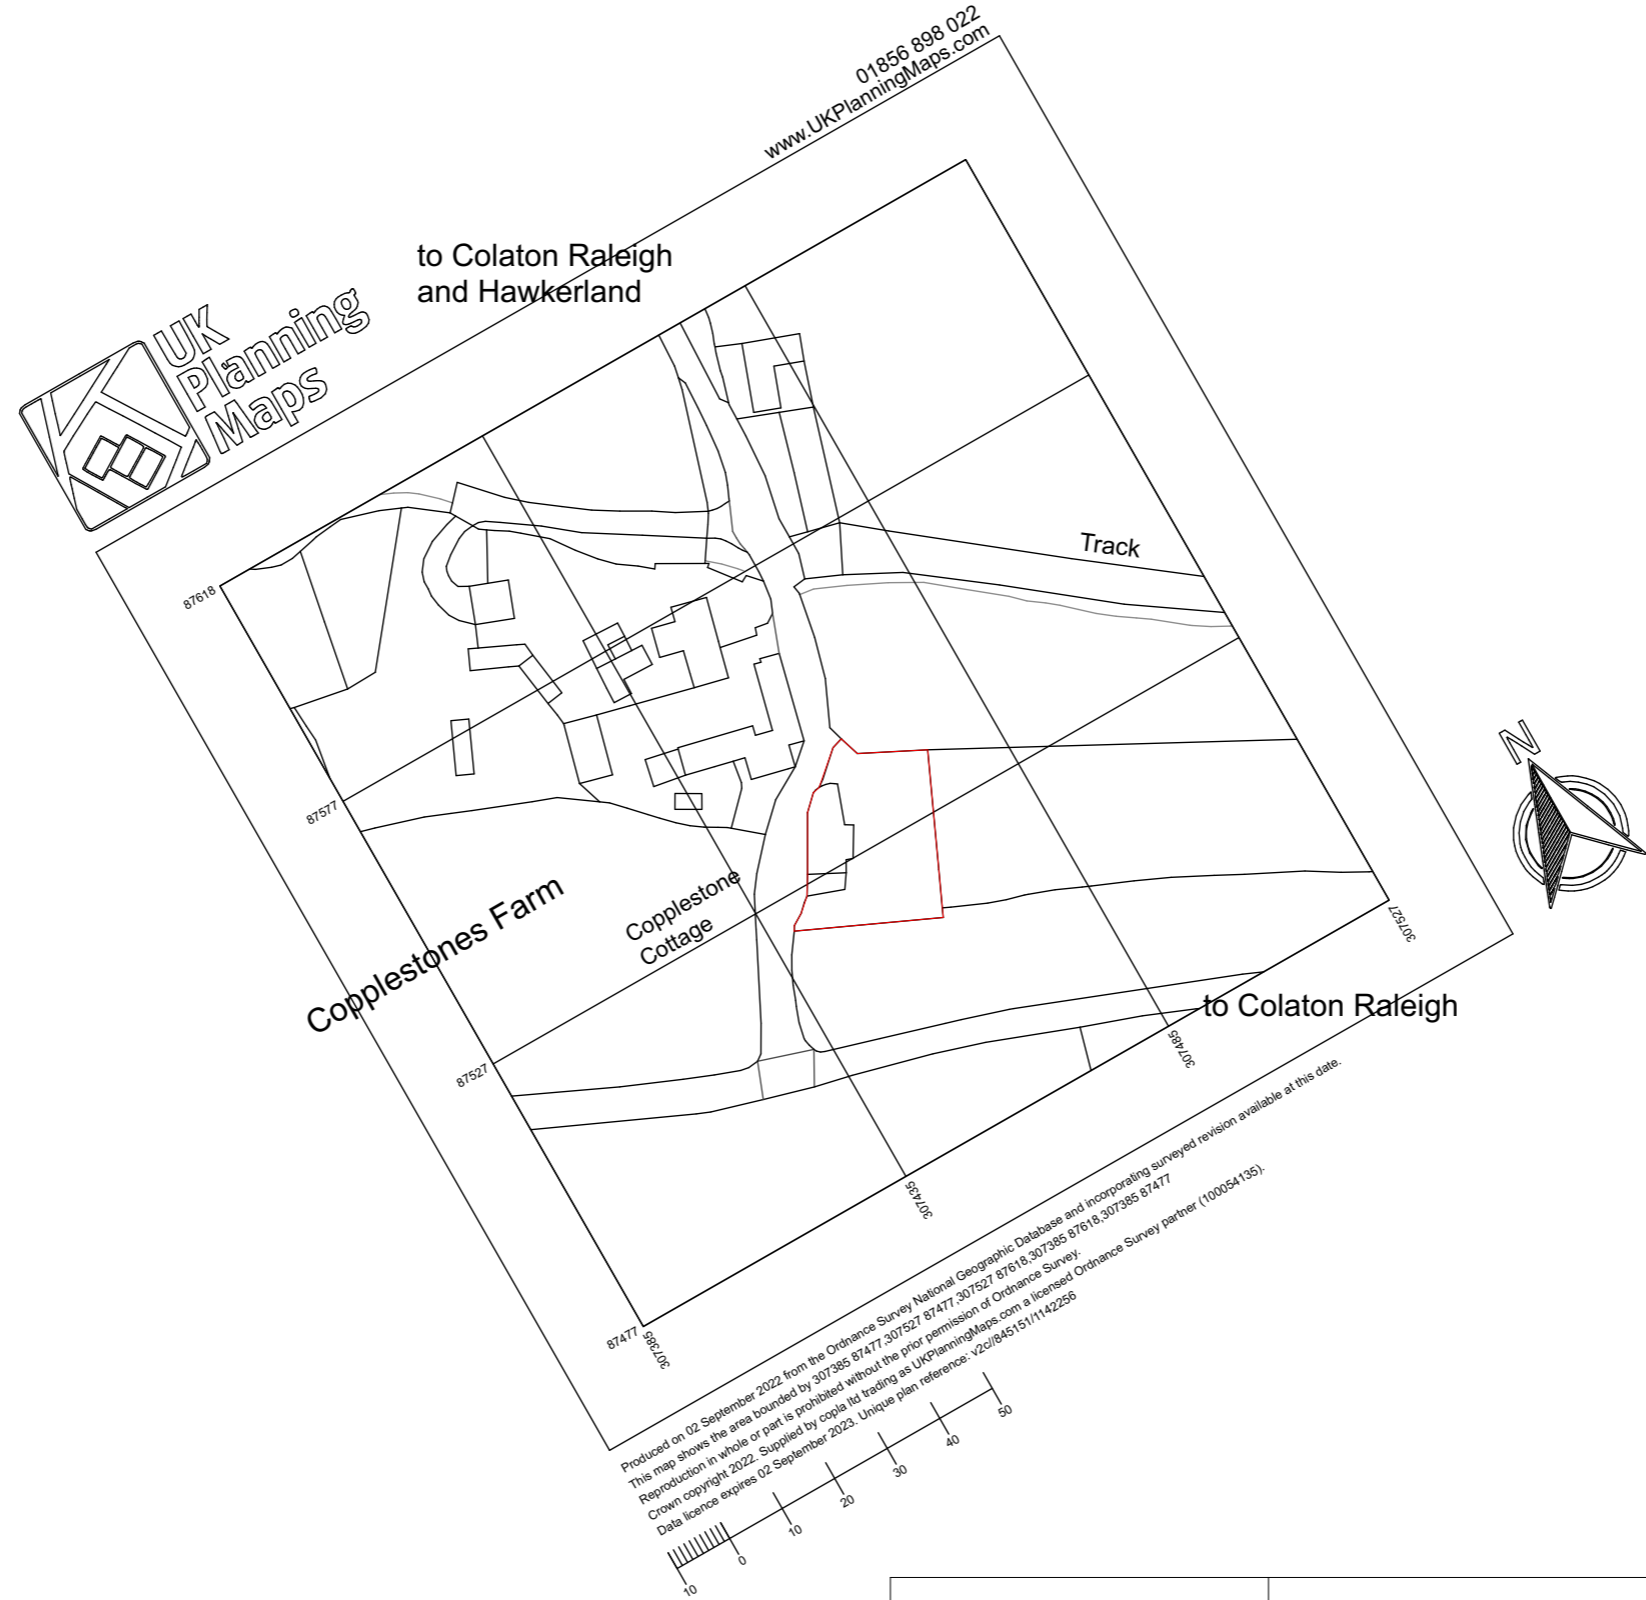 01856 898 022
www.UKPlanningMaps.com
to Colaton Raleigh
and Hawkerland
UK
Planning
Maps
Track
87618
87577
N
Copplestones Farm
Copplestone
Cottage
307527
to Colaton Raleigh
307485
87527
307435
87477
307385
Produced on 02 September 2022 from the Ordnance Survey National Geographic Database and incorporating surveyed revision available at this date.
This map shows the area bounded by 307385 87477,307527 87477,307527 87618,307385 87618,307385 87477
Reproduction in whole or part is prohibited without the prior permission of Ordnance Survey.
Crown copyright 2022. Supplied by copla ltd trading as UKPlanningMaps.com a licensed Ordnance Survey partner (100054135).
Data licence expires 02 September 2023. Unique plan reference: v2c//845151/1142256
10 0 10 20 30 40 50